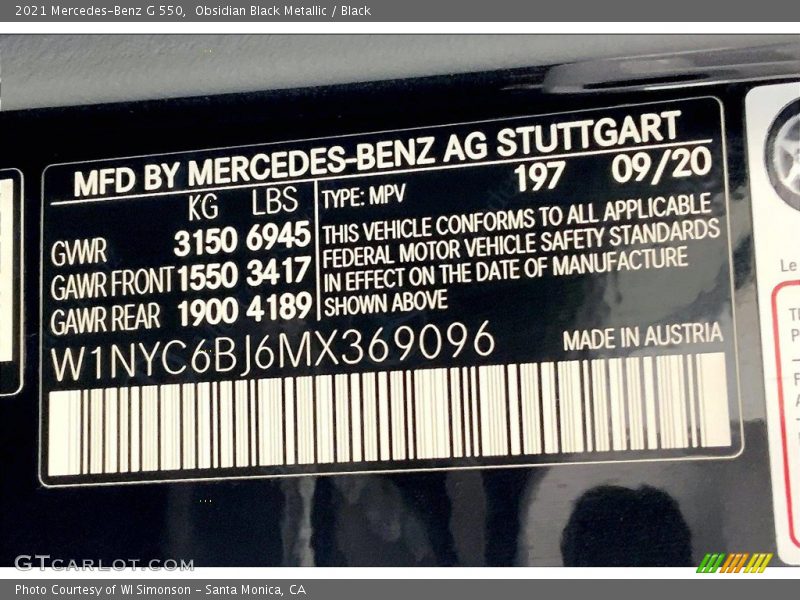 2021 Mercedes-Benz G 550, Obsidian Black Metallic / Black
MFD BY MERCEDES-BENZ AG STUTTGART
197 09/20
KG LBS
GVWR 3150 6945
GAWR FRONT 1550 3417
GAWR REAR 1900 4189
TYPE: MPV
THIS VEHICLE CONFORMS TO ALL APPLICABLE
FEDERAL MOTOR VEHICLE SAFETY STANDARDS
IN EFFECT ON THE DATE OF MANUFACTURE
SHOWN ABOVE
W1NYC6BJ6MX369096
MADE IN AUSTRIA
Le
GTCARLOT.COM
Photo Courtesy of WI Simonson - Santa Monica, CA